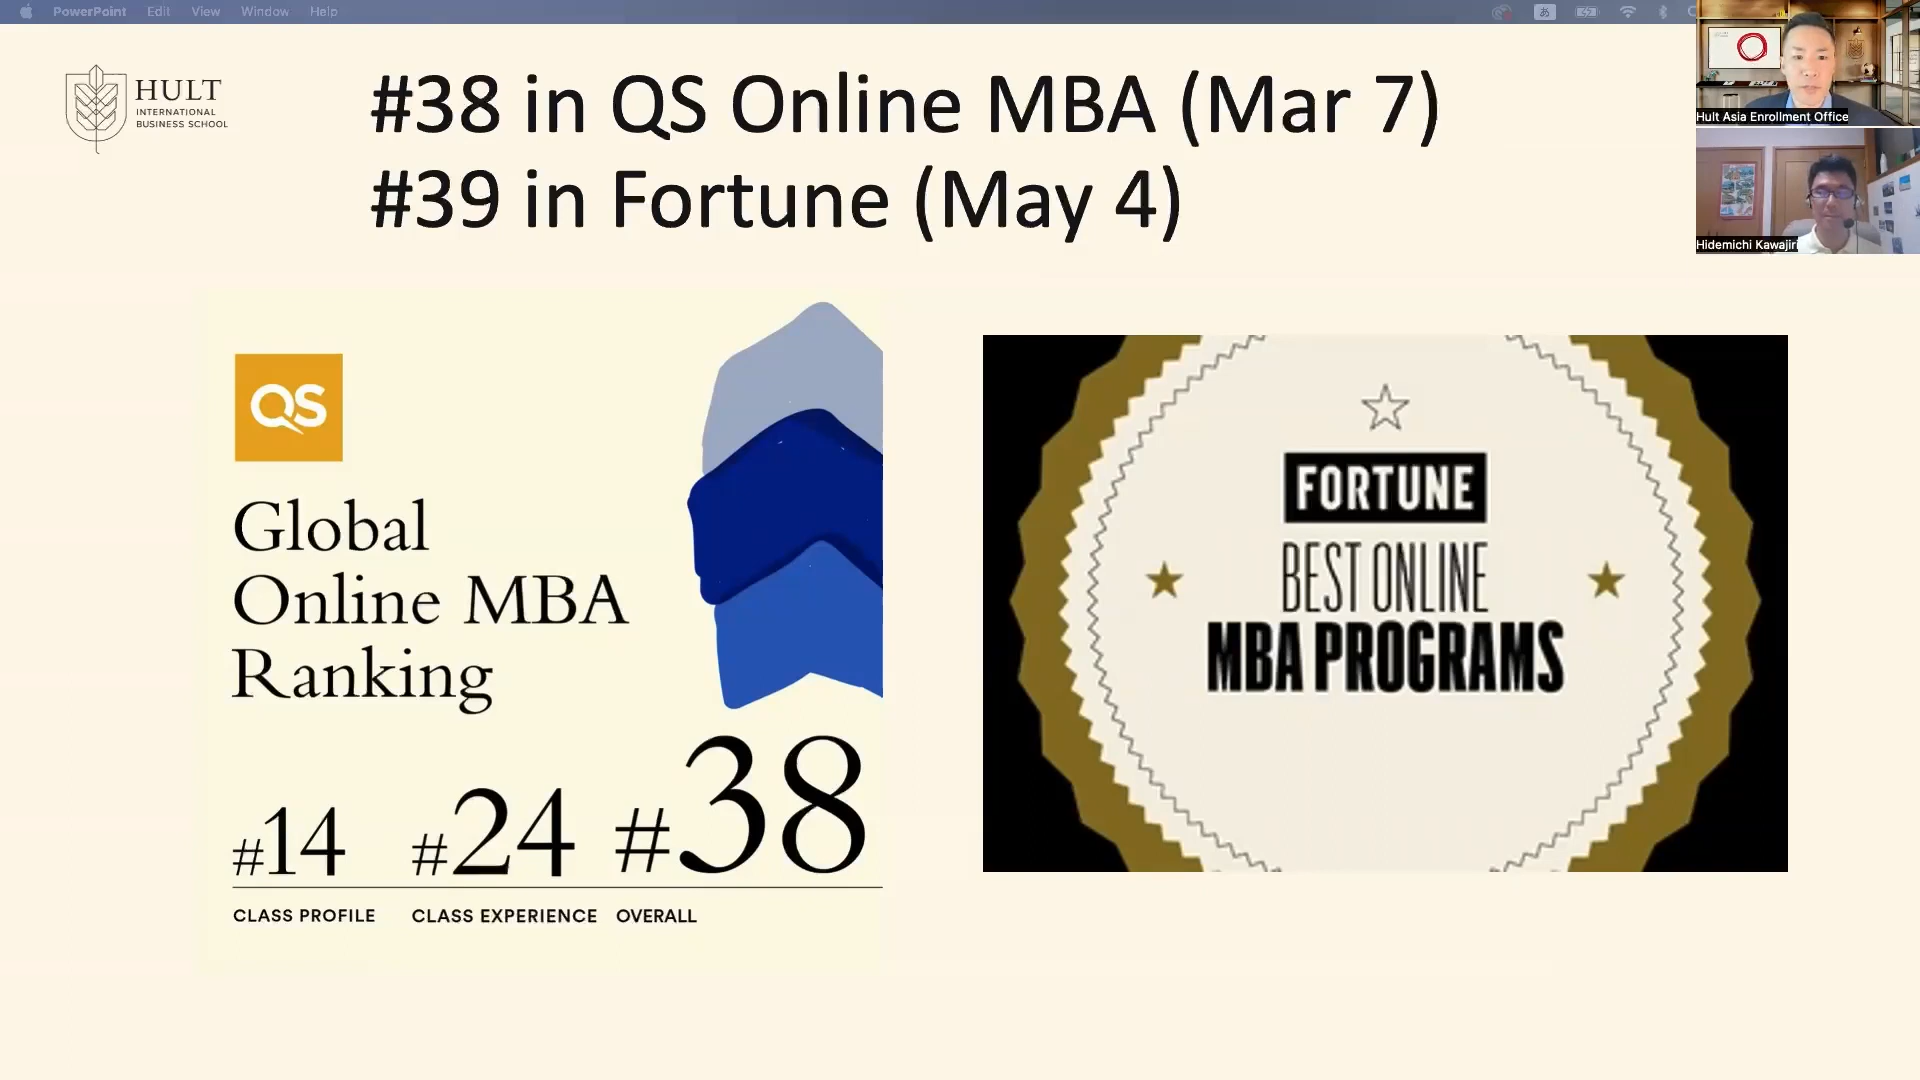 PowerPoint Edit View Window Help
あ
HULT
INTERNATIONAL
BUSINESS SCHOOL
#38 in QS Online MBA (Mar 7)
#39 in Fortune (May 4)
Hult Asia Enrollment Office
Hidemichi Kawajiri
QS
Global
Online MBA
Ranking
#14 #24 #38
CLASS PROFILE CLASS EXPERIENCE OVERALL
FORTUNE
BEST ONLINE
MBA PROGRAMS